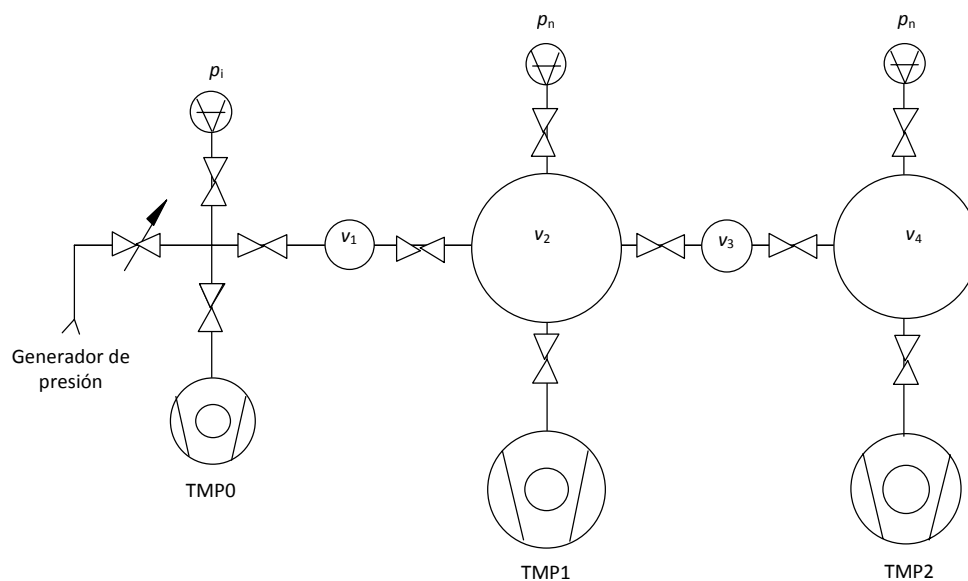 pn
pn
pi
v1
v2
v3
v4
Generador de
presión
TMP0
TMP1
TMP2